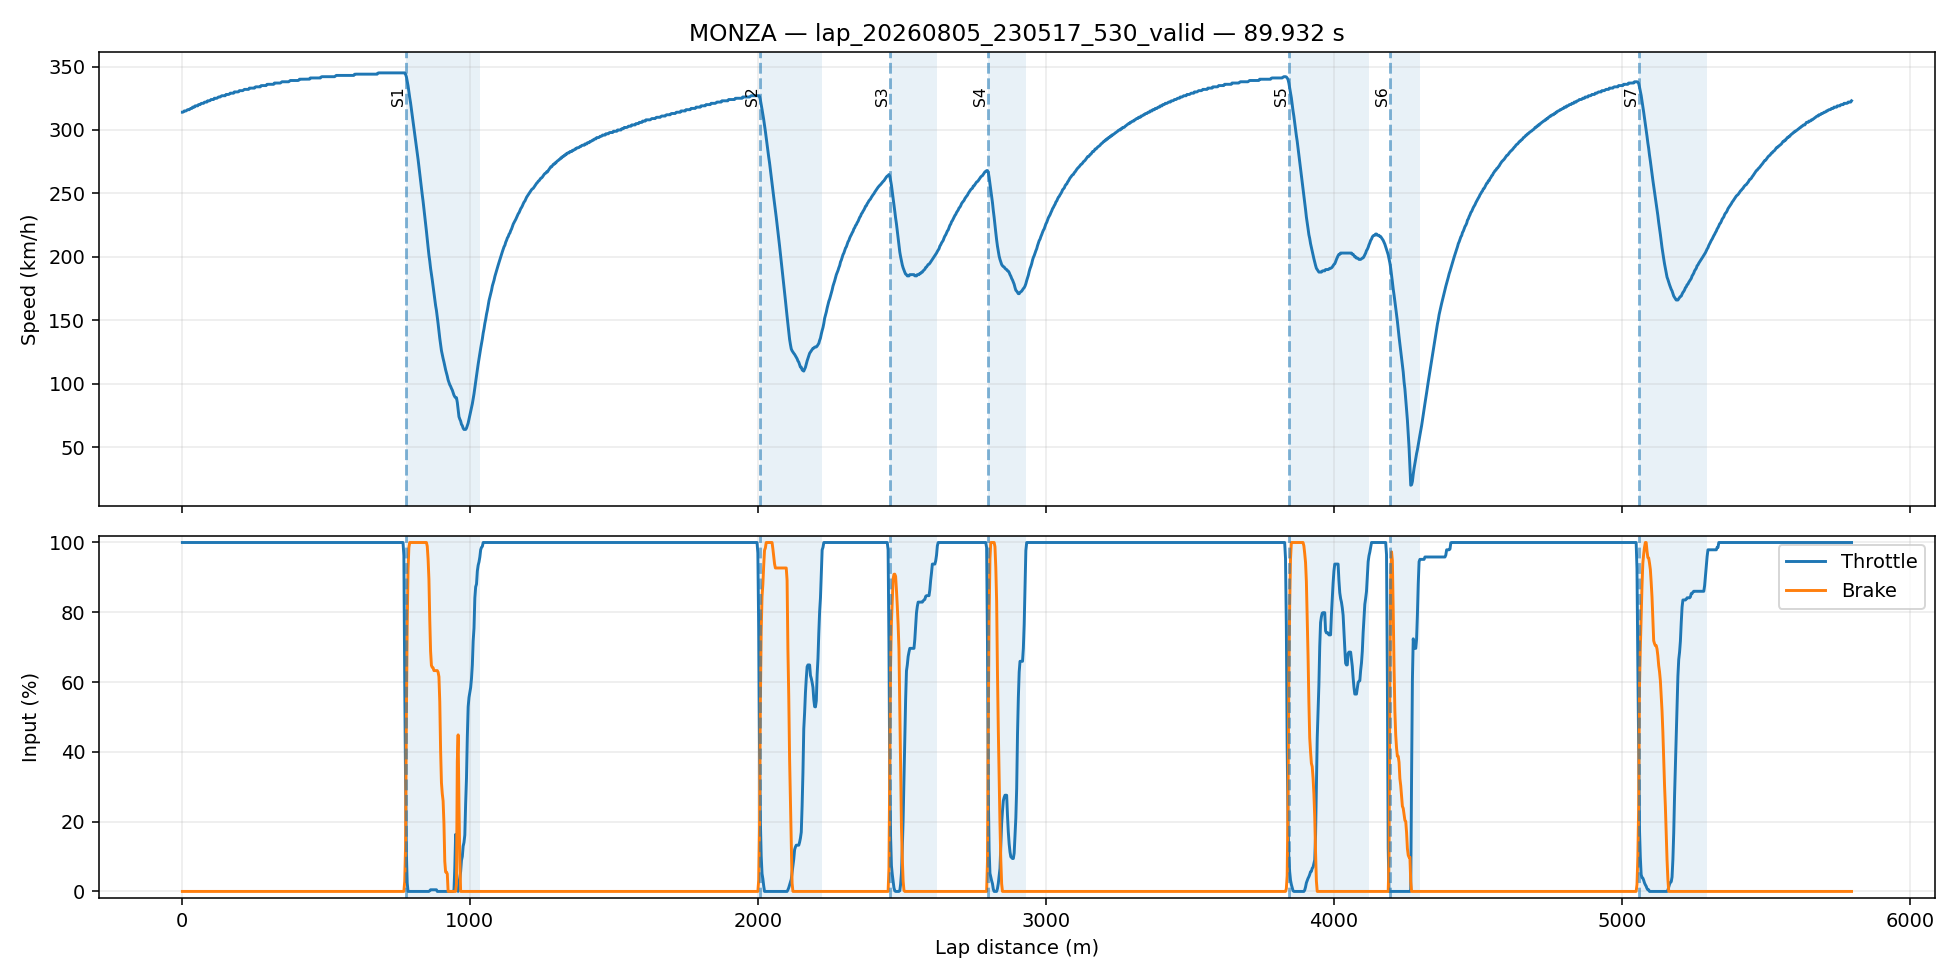 MONZA — lap_20260805_230517_530_valid — 89.932 s
350
300
250
200
150
100
50
Speed (km/h)
S1
S2
S3
S4
S5
S6
S7
100
80
60
40
20
0
Input (%)
Throttle
Brake
0
1000
2000
3000
4000
5000
6000
Lap distance (m)